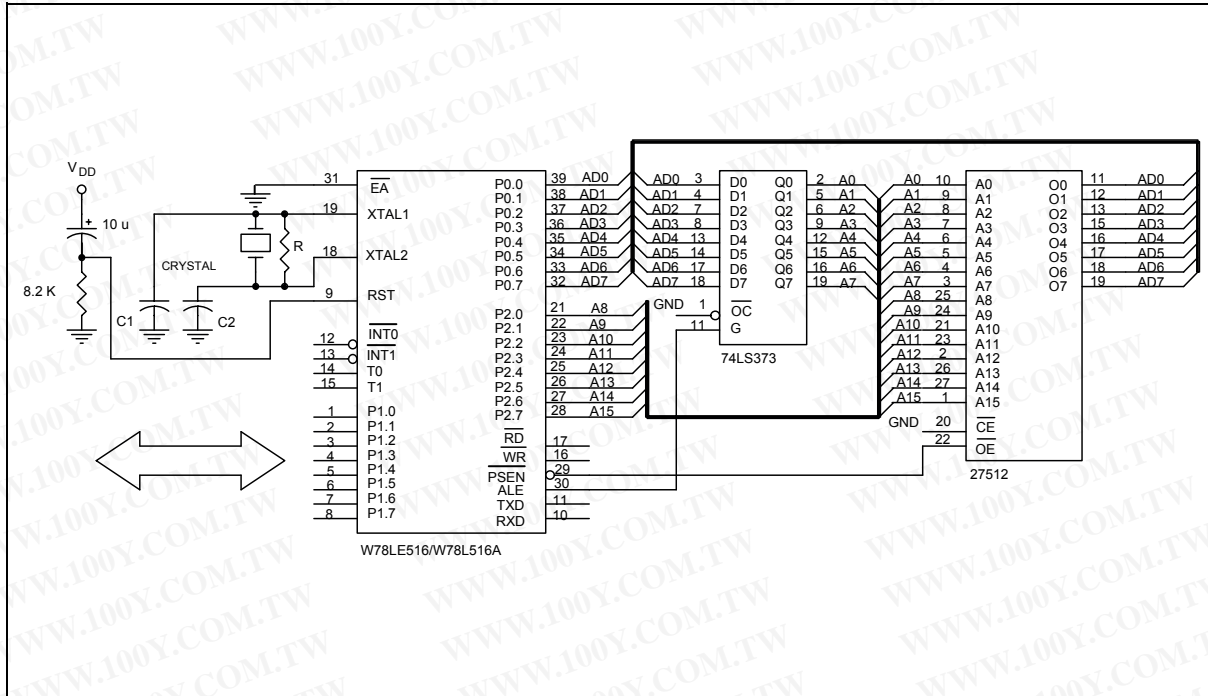 V DD
10 u
8.2 K
C1
C2
CRYSTAL
R
31
19
18
9
12
13
14
15
1
2
3
4
5
6
7
8
EA
XTAL1
XTAL2
RST
INT0
INT1
T0
T1
P1.0
P1.1
P1.2
P1.3
P1.4
P1.5
P1.6
P1.7
P0.0 39 AD0
P0.1 38 AD1
P0.2 37 AD2
P0.3 36 AD3
P0.4 35 AD4
P0.5 34 AD5
P0.6 33 AD6
P0.7 32 AD7
P2.0 21 A8
P2.1 22 A9
P2.2 23 A10
P2.3 24 A11
P2.4 25 A12
P2.5 26 A13
P2.6 27 A14
P2.7 28 A15
RD 17
WR 16
PSEN 29
ALE 30
TXD 11
RXD 10
W78LE516/W78L516A
AD0 3 D0 Q0 2 A0
AD1 4 D1 Q1 5 A1
AD2 7 D2 Q2 6 A2
AD3 8 D3 Q3 9 A3
AD4 13 D4 Q4 12 A4
AD5 14 D5 Q5 15 A5
AD6 17 D6 Q6 16 A6
AD7 18 D7 Q7 19 A7
GND 1 OC
11 G
74LS373
A0 10 A0 O0 11 AD0
A1 9 A1 O1 12 AD1
A2 8 A2 O2 13 AD2
A3 7 A3 O3 15 AD3
A4 6 A4 O4 16 AD4
A5 5 A5 O5 17 AD5
A6 4 A6 O6 18 AD6
A7 3 A7 O7 19 AD7
A8 25 A8
A9 24 A9
A10 21 A10
A11 23 A11
A12 2 A12
A13 26 A13
A14 27 A14
A15 1 A15
GND 20 CE
22 OE
27512
WWW.100Y.COM.TW